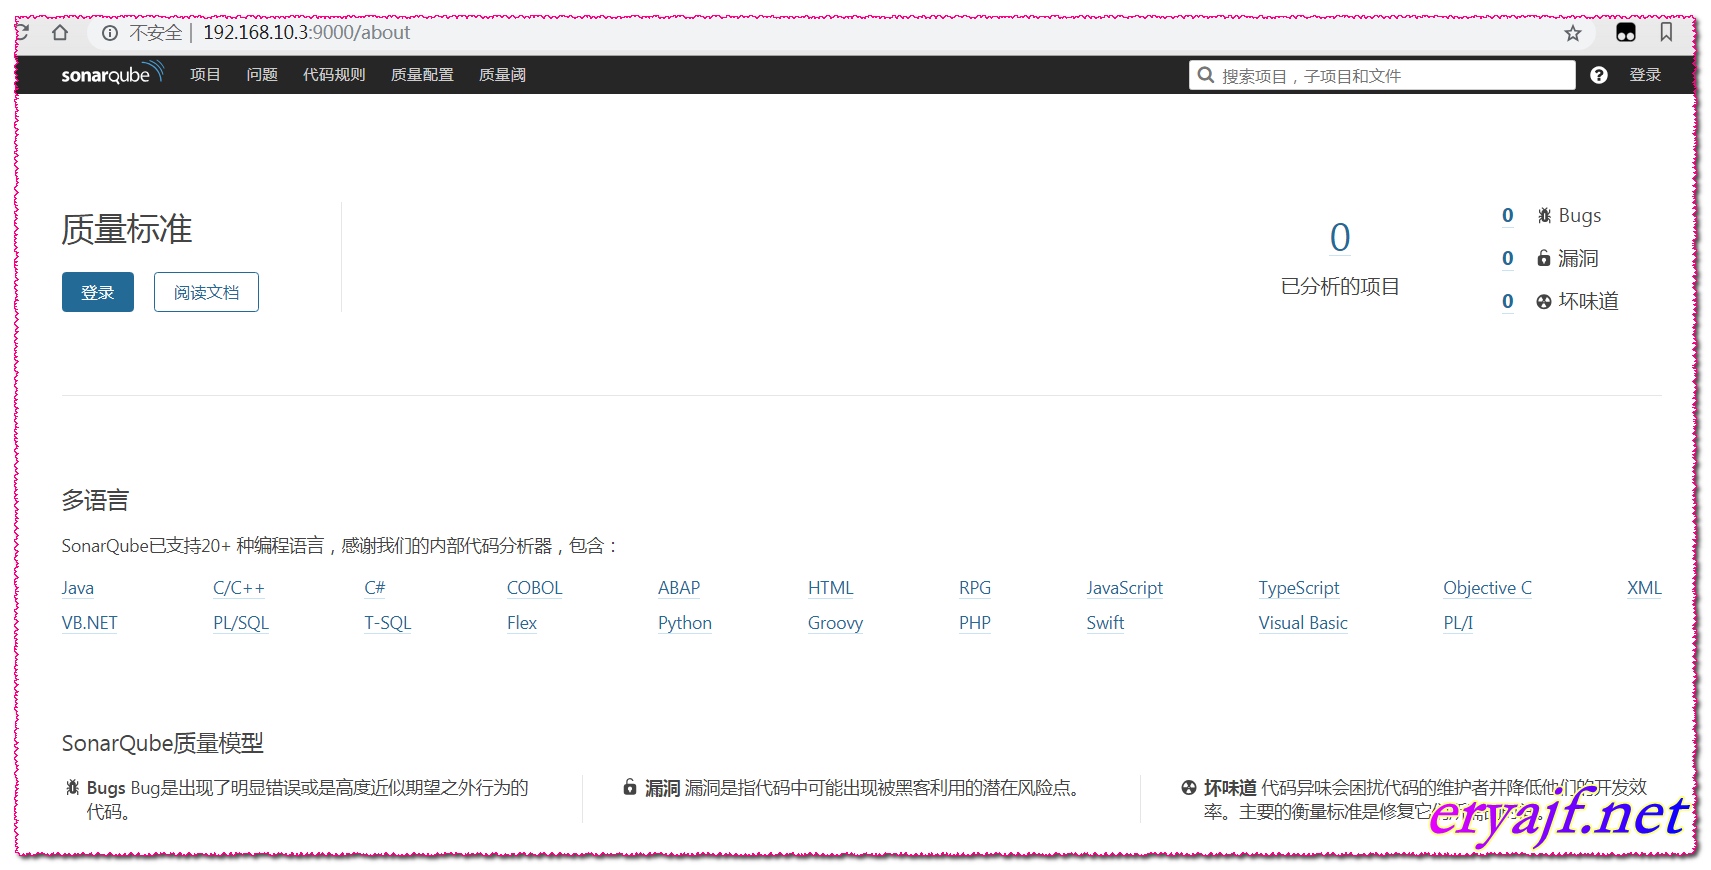 不安全 | 192.168.10.3:9000/about
sonarqube 项目 问题 代码规则 质量配置 质量阈 搜索项目，子项目和文件 登录
质量标准
登录 阅读文档
0
已分析的项目
0 Bugs
0 漏洞
0 坏味道
多语言
SonarQube已支持20+ 种编程语言，感谢我们的内部代码分析器，包含：
Java C/C++ C# COBOL ABAP HTML RPG JavaScript TypeScript Objective C XML
VB.NET PL/SQL T-SQL Flex Python Groovy PHP Swift Visual Basic PL/I
SonarQube质量模型
Bugs Bug是出现了明显错误或是高度近似期望之外行为的
代码。
漏洞 漏洞是指代码中可能出现被黑客利用的潜在风险点。
坏味道 代码异味会困扰代码的维护者并降低他们的开发效
率。主要的衡量标准是修复它
eryajf.net